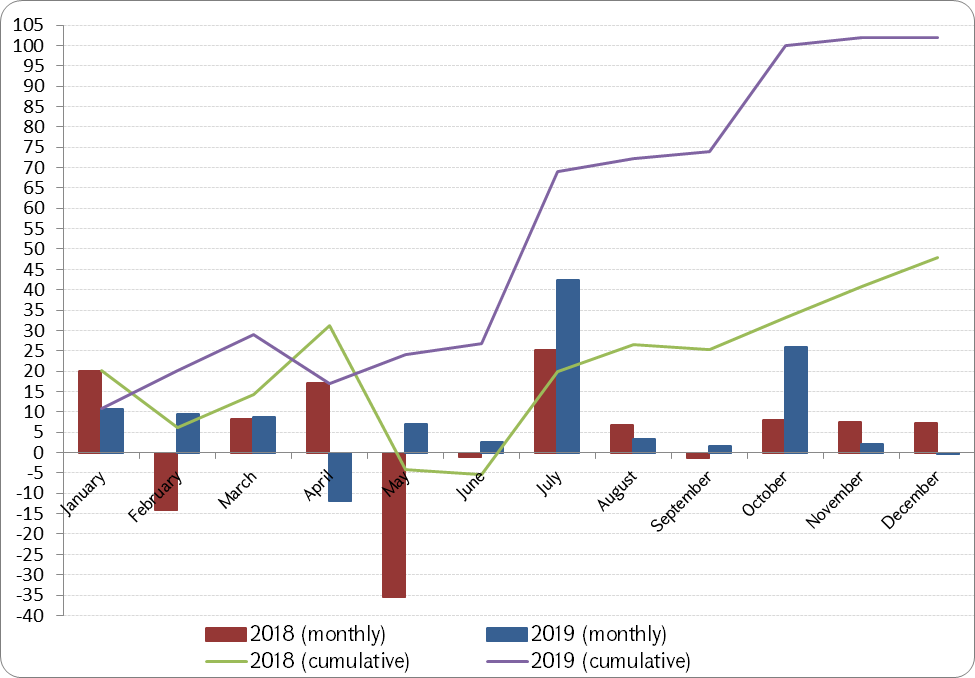 105
100
95
90
85
80
75
70
65
60
55
50
45
40
35
30
25
20
15
10
5
0
-5
-10
-15
-20
-25
-30
-35
-40
January
February
March
April
May
June
July
August
September
October
November
December
2018 (monthly)
2019 (monthly)
2018 (cumulative)
2019 (cumulative)